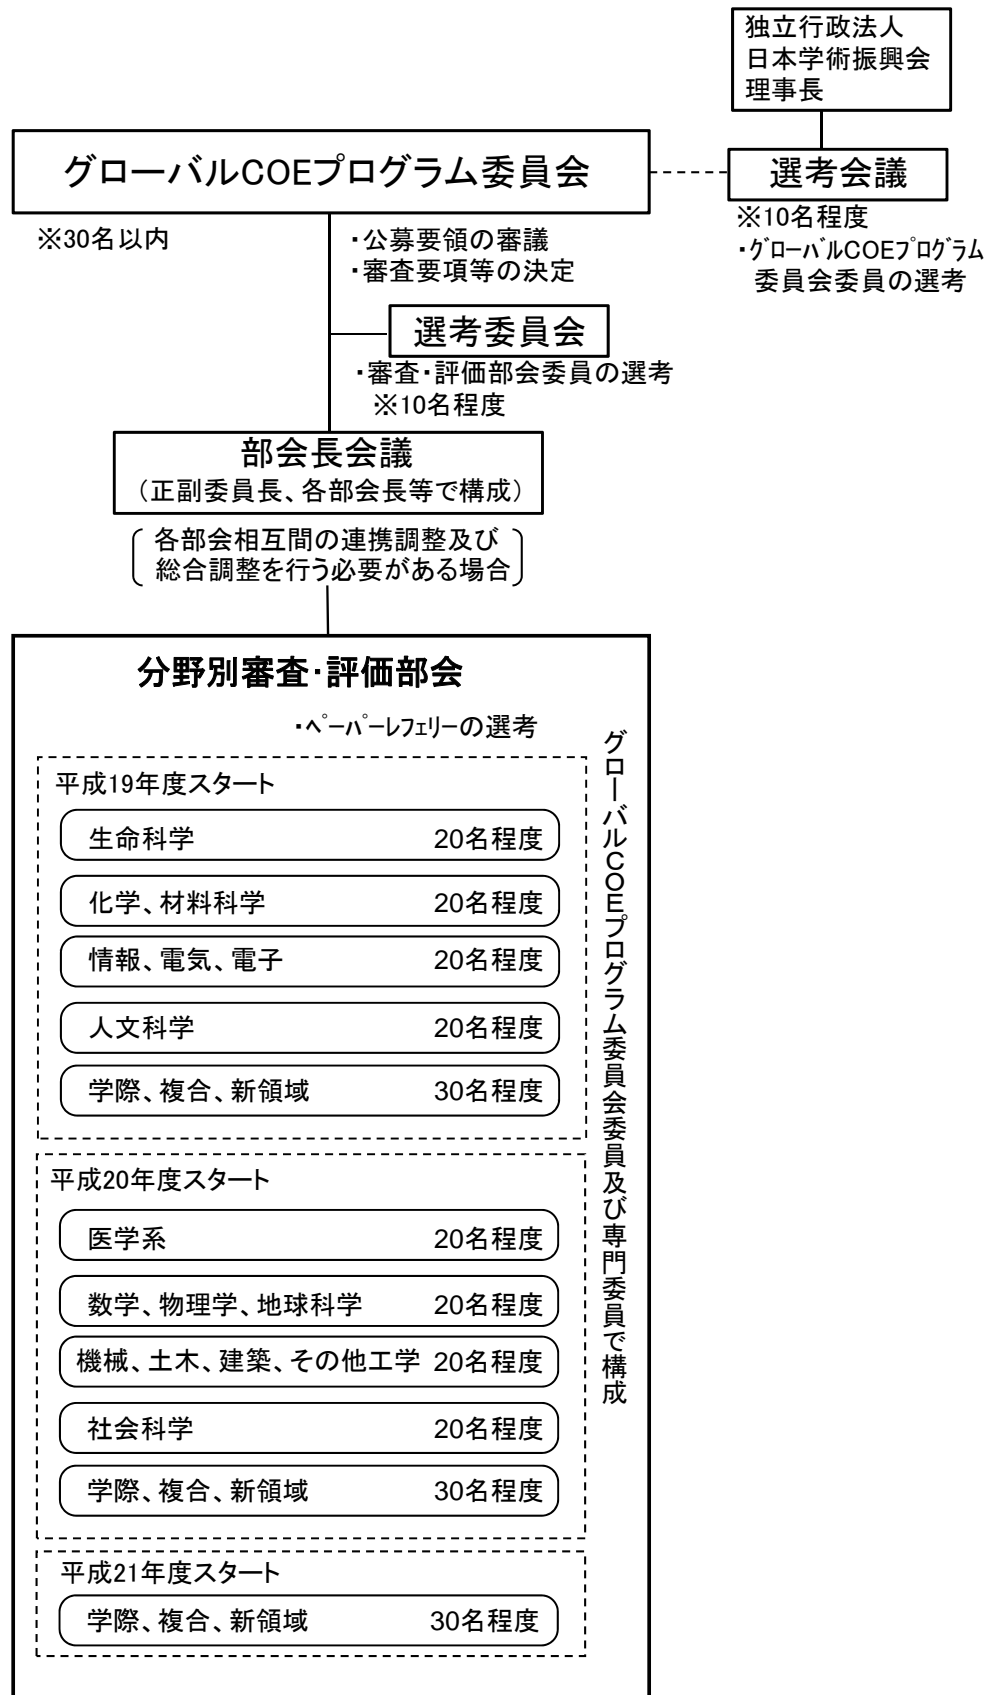 独立行政法人
日本学術振興会
理事長
グローバルCOEプログラム委員会
選考会議
※30名以内
・公募要領の審議
・審査要項等の決定
※10名程度
・ｸﾞﾛｰﾊﾞﾙCOEﾌﾟﾛｸﾞﾗﾑ
委員会委員の選考
選考委員会
・審査・評価部会委員の選考
※10名程度
部会長会議
（正副委員長、各部会長等で構成）
各部会相互間の連携調整及び
総合調整を行う必要がある場合
分野別審査・評価部会
・ﾍﾟｰﾊﾟｰﾚﾌｪﾘｰの選考
平成19年度スタート
生命科学 20名程度
化学、材料科学 20名程度
情報、電気、電子 20名程度
人文科学 20名程度
学際、複合、新領域 30名程度
平成20年度スタート
医学系 20名程度
数学、物理学、地球科学 20名程度
機械、土木、建築、その他工学 20名程度
社会科学 20名程度
学際、複合、新領域 30名程度
平成21年度スタート
学際、複合、新領域 30名程度
グローバルＣＯＥプログラム委員会委員及び専門委員で構成